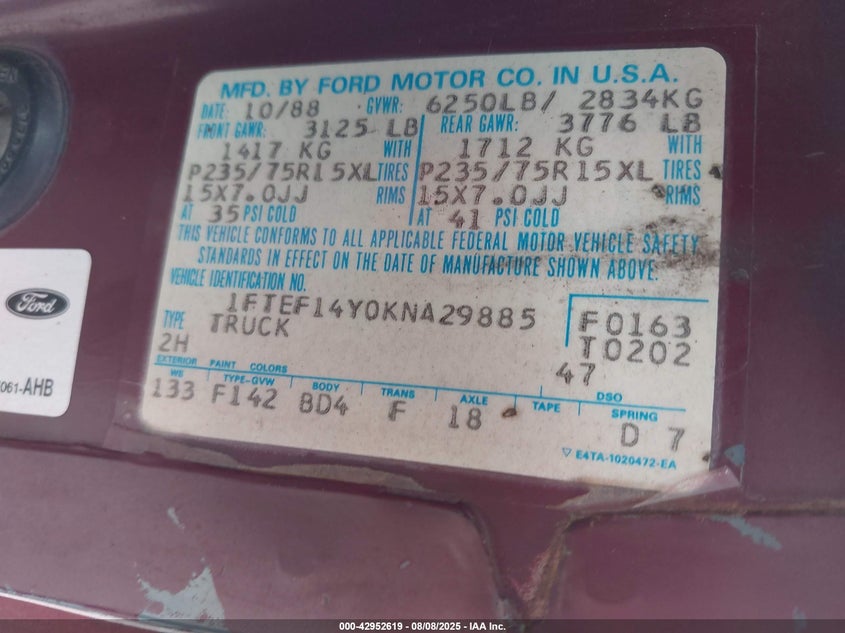 MFD. BY FORD MOTOR CO. IN U.S.A.
DATE: 10/88 GVWR: 6250LB/ 2834KG
FRONT GAWR: 3125 LB REAR GAWR: 3776 LB
1417 KG WITH 1712 KG WITH
P235/75R15XL TIRES P235/75R15XL TIRES
15X7.0JJ RIMS 15X7.0JJ RIMS
AT 35 PSI COLD AT 41 PSI COLD
THIS VEHICLE CONFORMS TO ALL APPLICABLE FEDERAL MOTOR VEHICLE SAFETY
STANDARDS IN EFFECT ON THE DATE OF MANUFACTURE SHOWN ABOVE.
VEHICLE IDENTIFICATION NO.
1FTEF14Y0KNA29885
TYPE TRUCK F0163
2H T0202
47
EXTERIOR PAINT COLORS DSO
WB TYPE-GVW BODY TRANS AXLE TAPE SPRING
133 F142 BD4 F 18 D 7
E4TA-1020472-EA
Ford
061-AHB
000-42952619 - 08/08/2025 - IAA Inc.